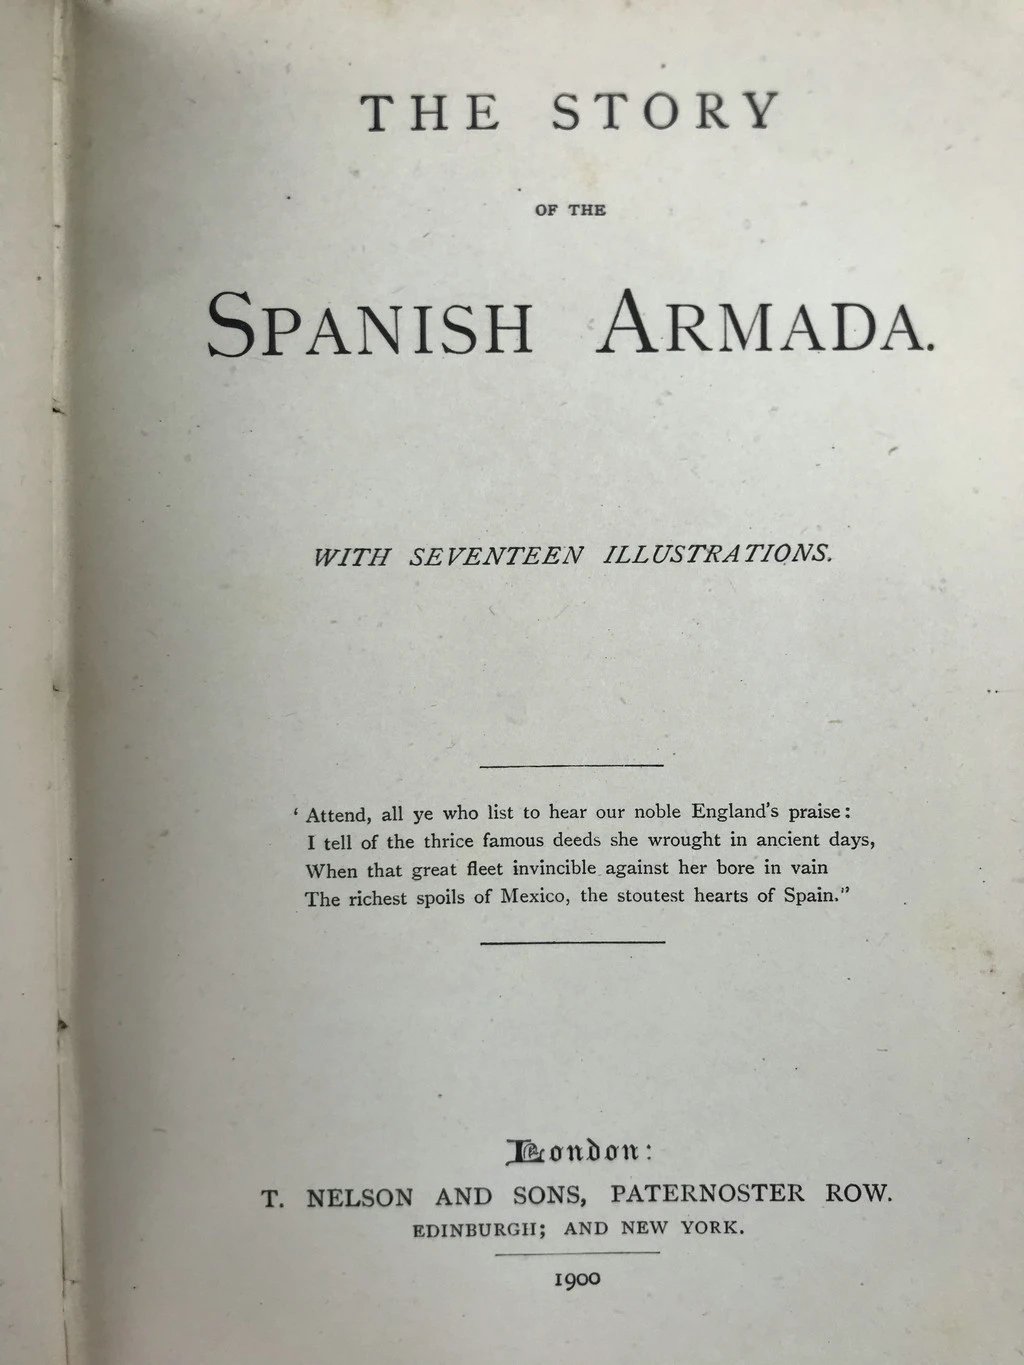 THE STORY
OF THE
SPANISH ARMADA.
WITH SEVENTEEN ILLUSTRATIONS.
‘ Attend, all ye who list to hear our noble England's praise:
I tell of the thrice famous deeds she wrought in ancient days,
When that great fleet invincible against her bore in vain
The richest spoils of Mexico, the stoutest hearts of Spain.”
London:
T. NELSON AND SONS, PATERNOSTER ROW.
EDINBURGH; AND NEW YORK.
1900